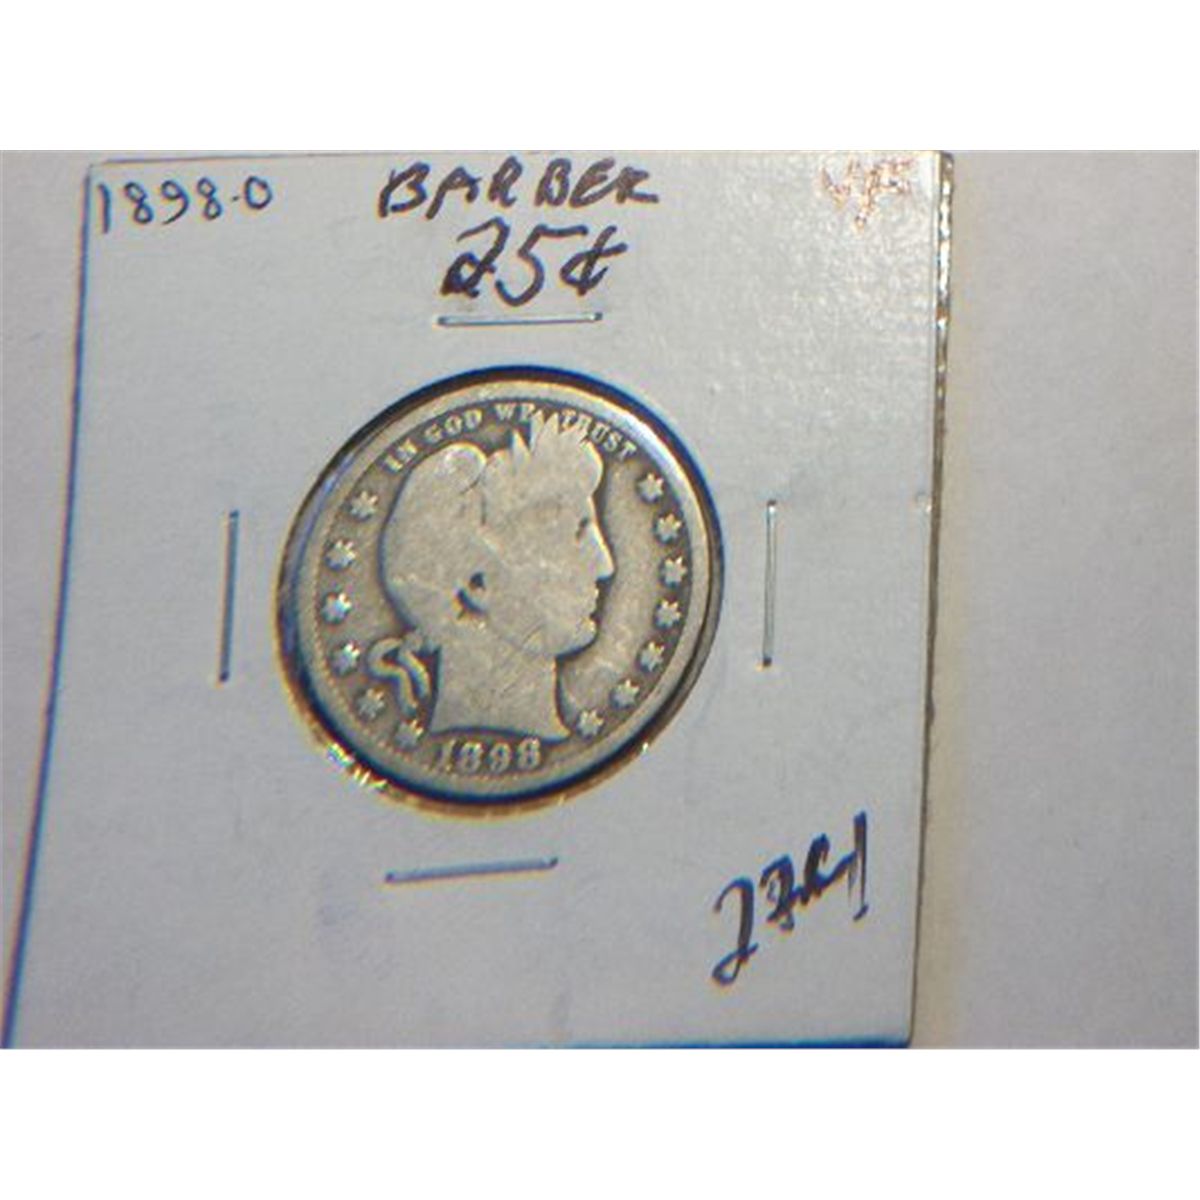 1898-O
BARBER
25¢
IN GOD WE TRUST
1898